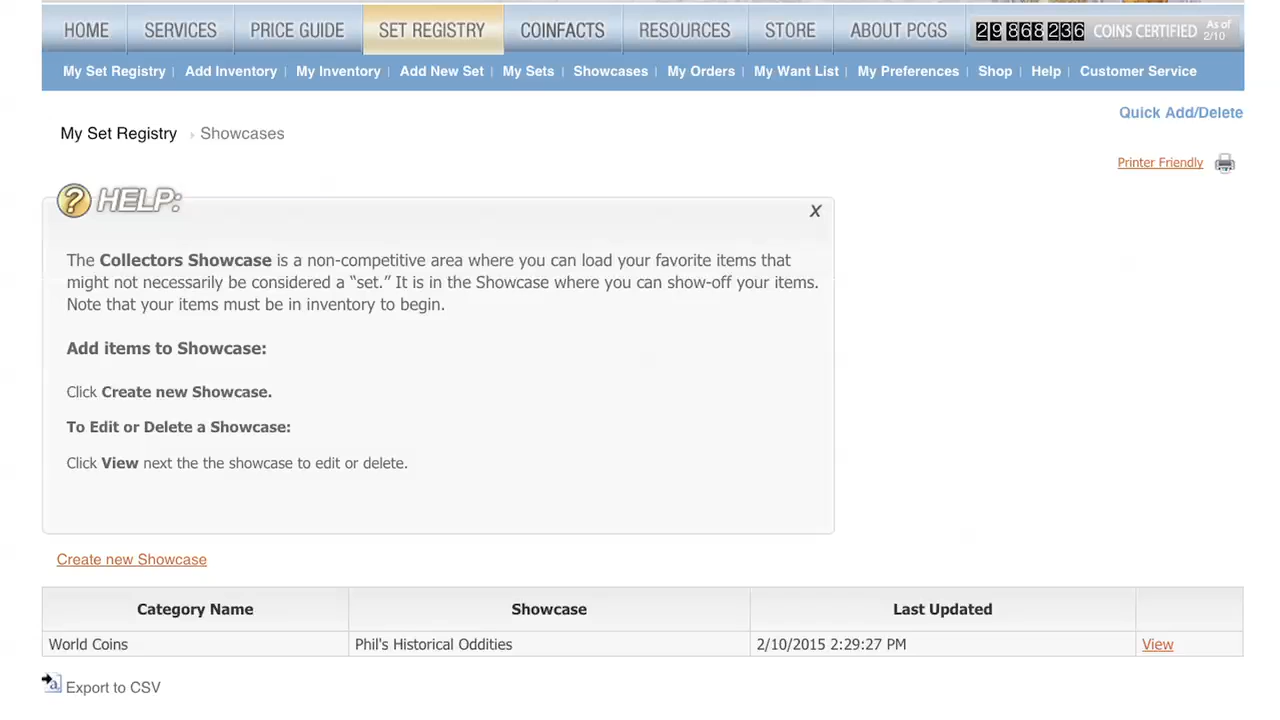 HOME SERVICES PRICE GUIDE SET REGISTRY COINFACTS RESOURCES STORE ABOUT PCGS 29 868 236 COINS CERTIFIED As of 2/10
My Set Registry | Add Inventory | My Inventory | Add New Set | My Sets | Showcases | My Orders | My Want List | My Preferences | Shop | Help | Customer Service
Quick Add/Delete
My Set Registry › Showcases
Printer Friendly
? HELP:
X
The Collectors Showcase is a non-competitive area where you can load your favorite items that
might not necessarily be considered a “set.” It is in the Showcase where you can show-off your items.
Note that your items must be in inventory to begin.
Add items to Showcase:
Click Create new Showcase.
To Edit or Delete a Showcase:
Click View next the the showcase to edit or delete.
Create new Showcase
Category Name Showcase Last Updated
World Coins Phil's Historical Oddities 2/10/2015 2:29:27 PM View
Export to CSV